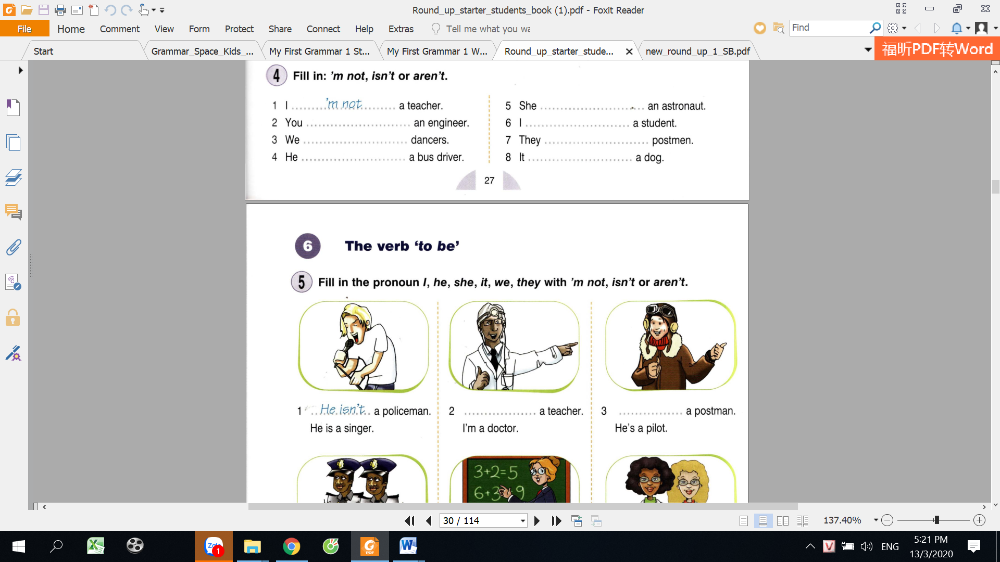 Round_up_starter_students_book (1).pdf - Foxit Reader
File Home Comment View Form Protect Share Connect Help Extras Tell me what you wa Find
Start Grammar_Space_Kids_... My First Grammar 1 St... My First Grammar 1 W... Round_up_starter_stude... new_round_up_1_SB.pdf 福昕PDF转Word
4 Fill in: 'm not, isn't or aren't.
1 I ..........'m not.......... a teacher.
2 You .......................... an engineer.
3 We .......................... dancers.
4 He .......................... a bus driver.
5 She .......................... an astronaut.
6 I .......................... a student.
7 They .......................... postmen.
8 It .......................... a dog.
27
6 The verb 'to be'
5 Fill in the pronoun I, he, she, it, we, they with 'm not, isn't or aren't.
1 ...He isn't... a policeman.
He is a singer.
2 .................. a teacher.
I'm a doctor.
3 ................ a postman.
He's a pilot.
3+2=5
6+3=9
30 / 114
137.40%
Zalo 1
PDF
ENG
5:21 PM
13/3/2020